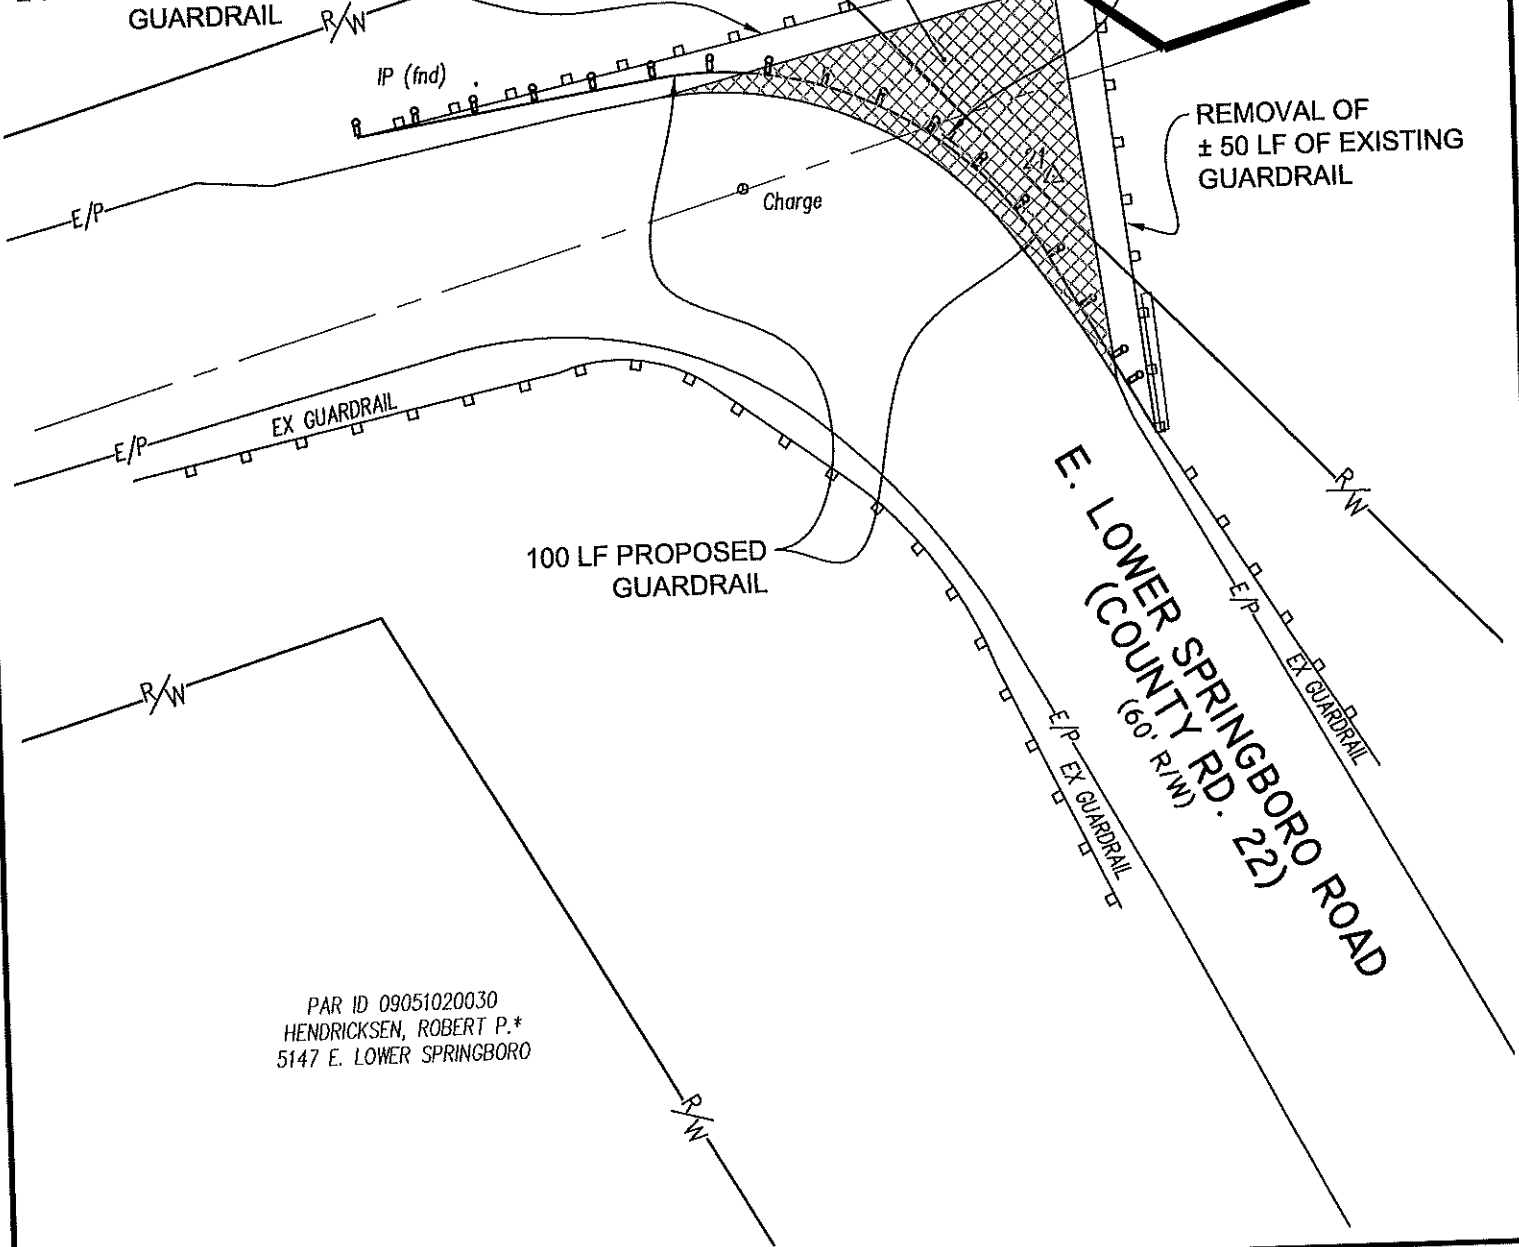 GUARDRAIL
R/W
IP (fnd)
REMOVAL OF
± 50 LF OF EXISTING
GUARDRAIL
E/P
Charge
EX GUARDRAIL
E/P
R/W
100 LF PROPOSED
GUARDRAIL
E. LOWER SPRINGBORO ROAD
(COUNTY RD. 22)
(60' R/W)
E/P
EX GUARDRAIL
R/W
E/P
EX GUARDRAIL
PAR ID 09051020030
HENDRICKSEN, ROBERT P.*
5147 E. LOWER SPRINGBORO
R/W